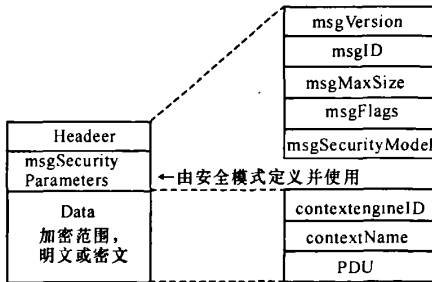 msgVersion
msgID
msgMaxSize
msgFlags
msgSecurityModel
Headeer
msgSecurity
Parameters
←由安全模式定义并使用
Data
加密范围，
明文或密文
contextengineID
contextName
PDU